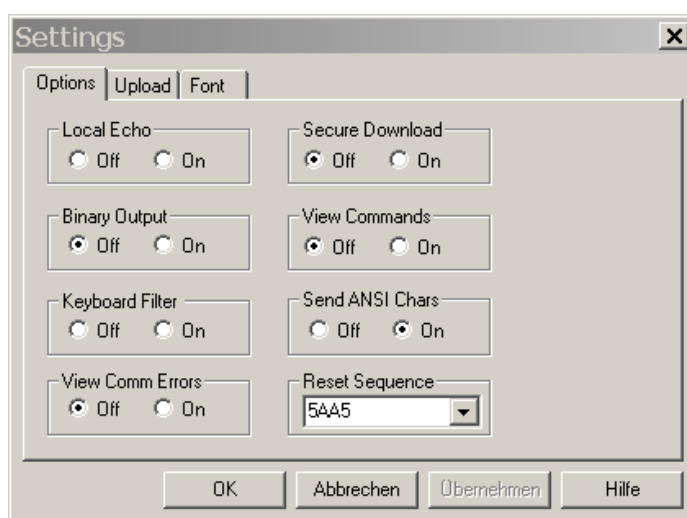 Settings
Options Upload Font
Local Echo
Off On
Secure Download
Off On
Binary Output
Off On
View Commands
Off On
Keyboard Filter
Off On
Send ANSI Chars
Off On
View Comm Errors
Off On
Reset Sequence
5AA5
OK Abbrechen Übernehmen Hilfe